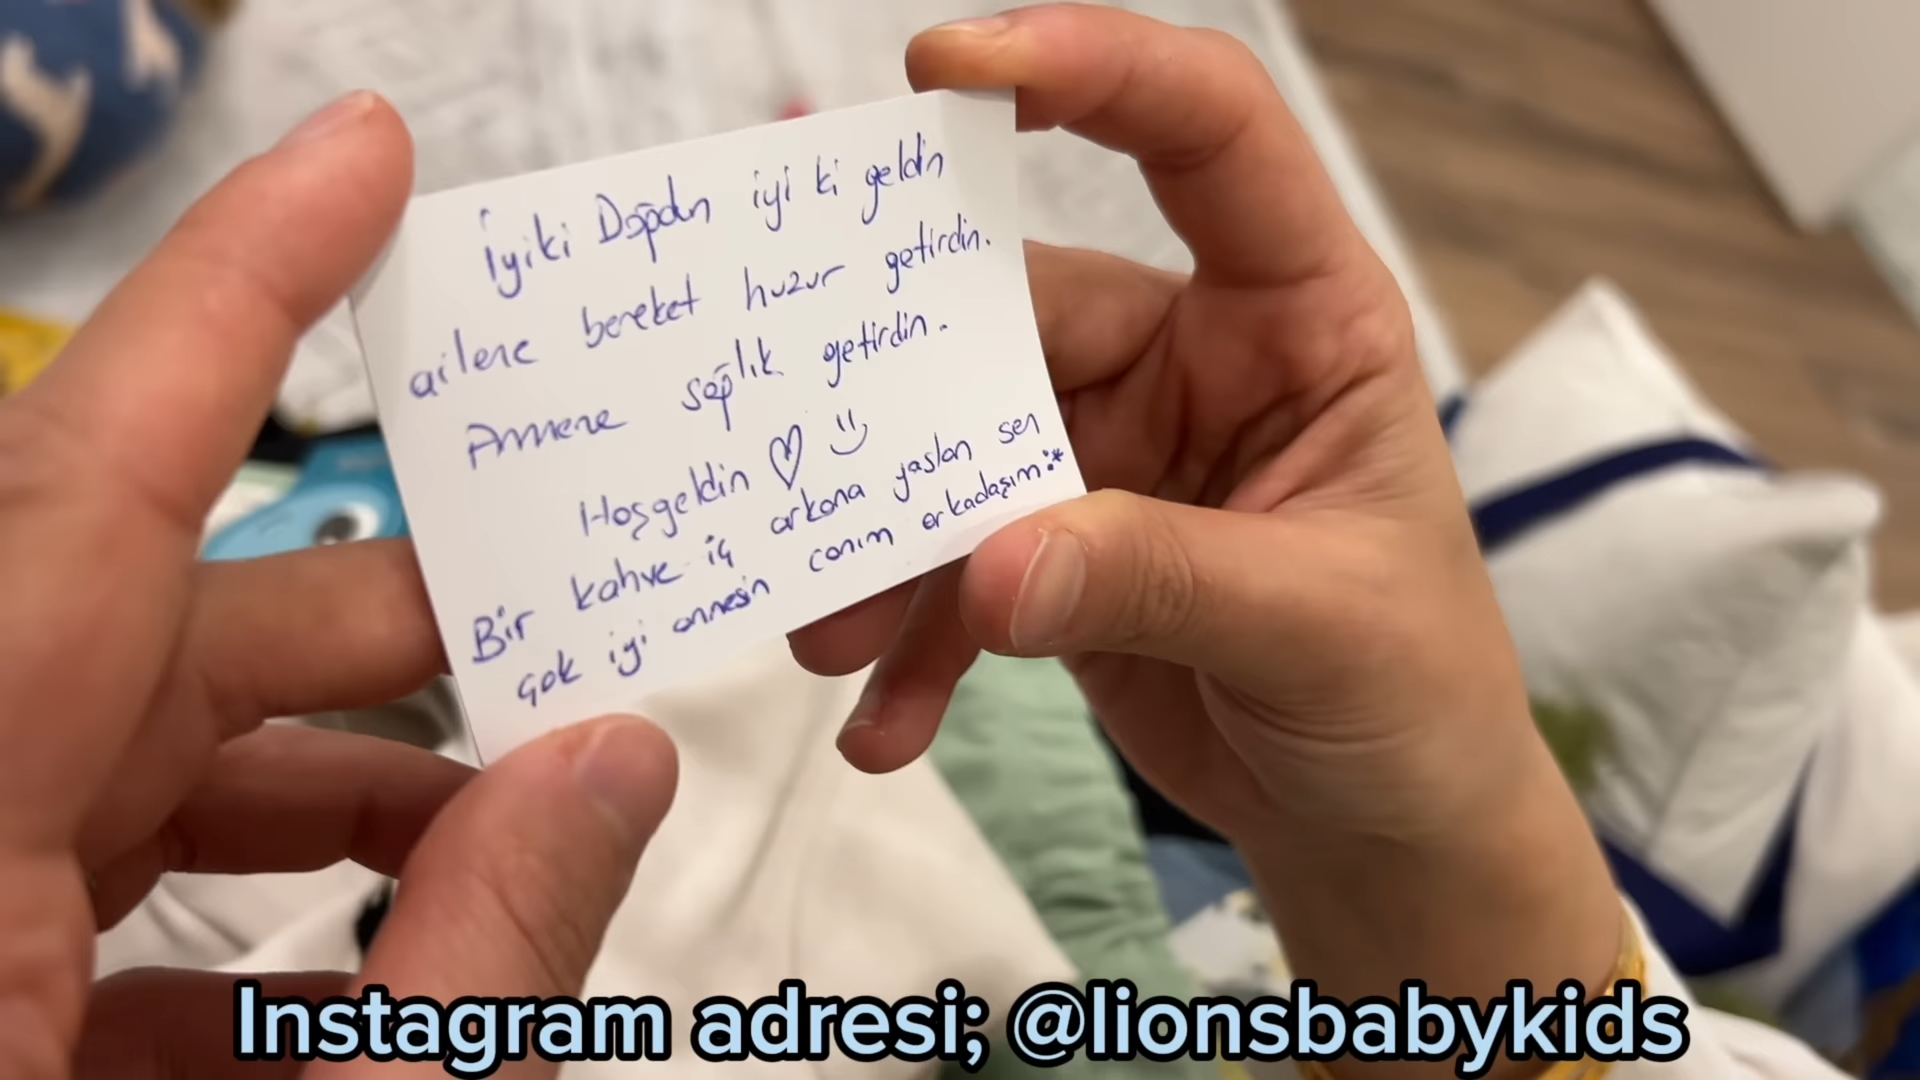 İyiki Doğdun iyi ki geldin
ailene bereket huzur getirdin.
Annene sağlık getirdin.
Hoşgeldin ♡ :)
Bir kahve iç arkana yaslan sen
çok iyi annesin canım arkadaşım :*
Instagram adresi; @lionsbabykids